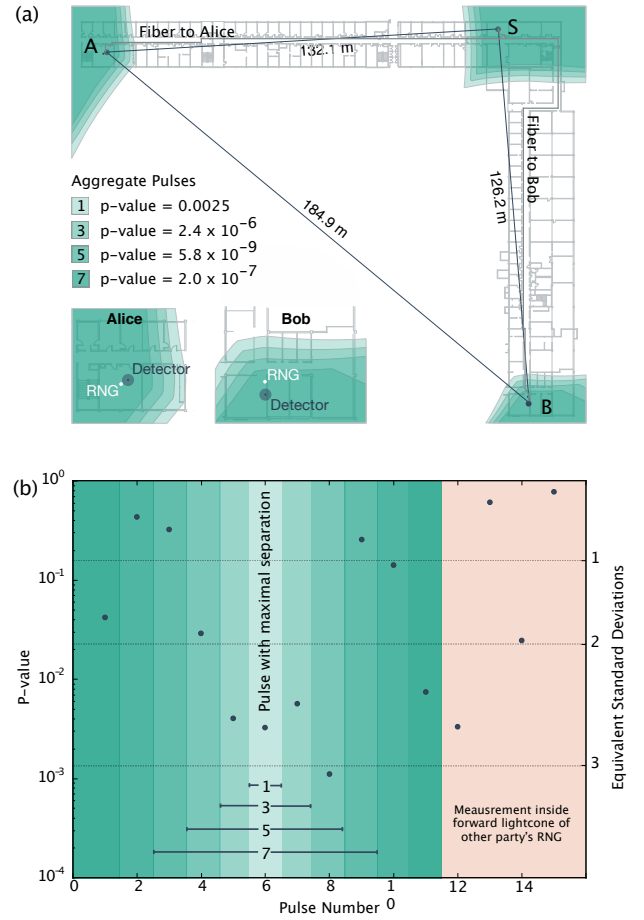 (a)
Fiber to Alice
A
S
132.1 m
Fiber to Bob
126.2 m
184.9 m
Aggregate Pulses
1 p-value = 0.0025
3 p-value = 2.4 x 10⁻⁶
5 p-value = 5.8 x 10⁻⁹
7 p-value = 2.0 x 10⁻⁷
Alice
Detector
RNG
Bob
RNG
Detector
B
(b)
10⁰
10⁻¹
10⁻²
10⁻³
10⁻⁴
P-value
Pulse with maximal separation
1
3
5
7
Meausrement inside
forward lightcone of
other party's RNG
1
2
3
Equivalent Standard Deviations
0 2 4 6 8 1 12 14
0
Pulse Number